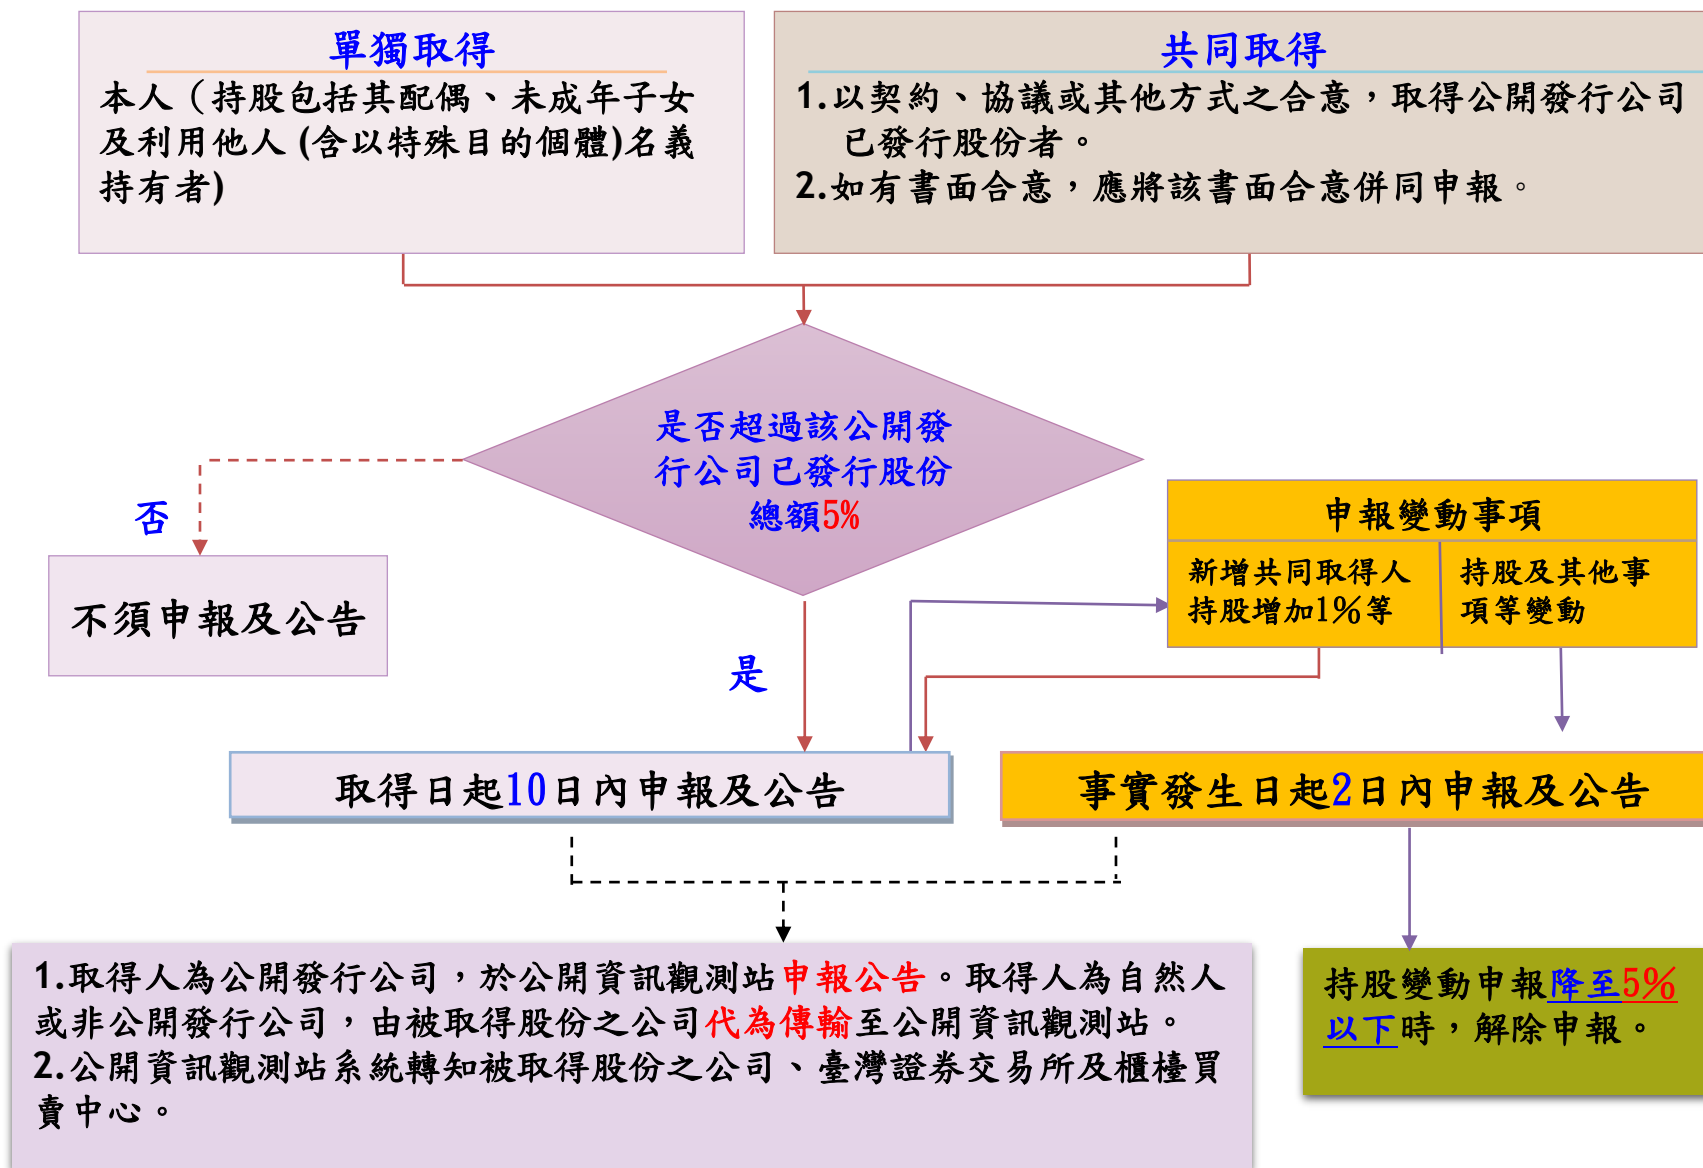 單獨取得
本人（持股包括其配偶、未成年子女
及利用他人(含以特殊目的個體)名義
持有者)
共同取得
1.以契約、協議或其他方式之合意，取得公開發行公司
已發行股份者。
2.如有書面合意，應將該書面合意併同申報。
是否超過該公開發
行公司已發行股份
總額5%
否
不須申報及公告
是
申報變動事項
新增共同取得人
持股增加1%等
持股及其他事
項等變動
取得日起10日內申報及公告
事實發生日起2日內申報及公告
1.取得人為公開發行公司，於公開資訊觀測站申報公告。取得人為自然人
或非公開發行公司，由被取得股份之公司代為傳輸至公開資訊觀測站。
2.公開資訊觀測站系統轉知被取得股份之公司、臺灣證券交易所及櫃檯買
賣中心。
持股變動申報降至5%
以下時，解除申報。